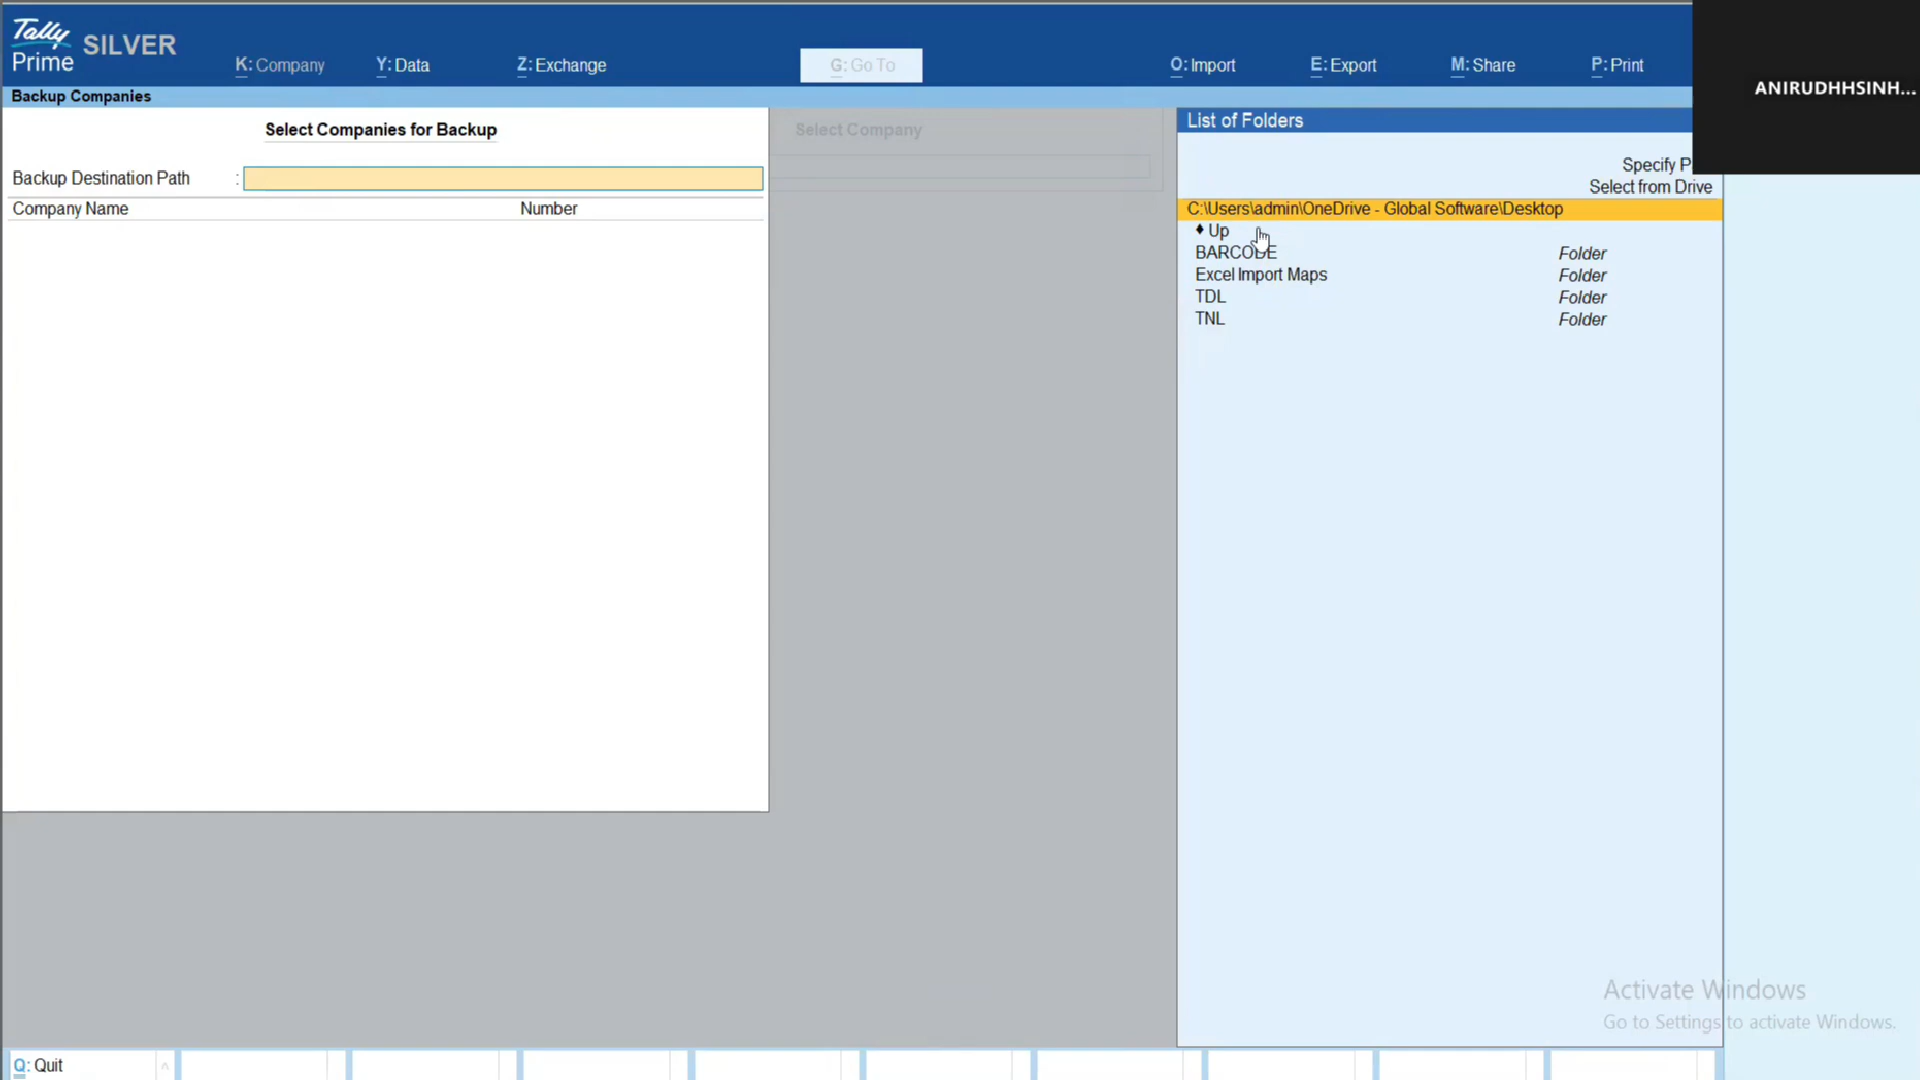 Tally
Prime
SILVER
K: Company
Y: Data
Z: Exchange
G: Go To
O: Import
E: Export
M: Share
P: Print
ANIRUDHHSINH...
Backup Companies
Select Companies for Backup
Backup Destination Path :
Company Name Number
Select Company
List of Folders
Specify P
Select from Drive
C:\Users\admin\OneDrive - Global Software\Desktop
♦ Up
BARCODE Folder
Excel Import Maps Folder
TDL Folder
TNL Folder
Activate Windows
Go to Settings to activate Windows.
Q: Quit